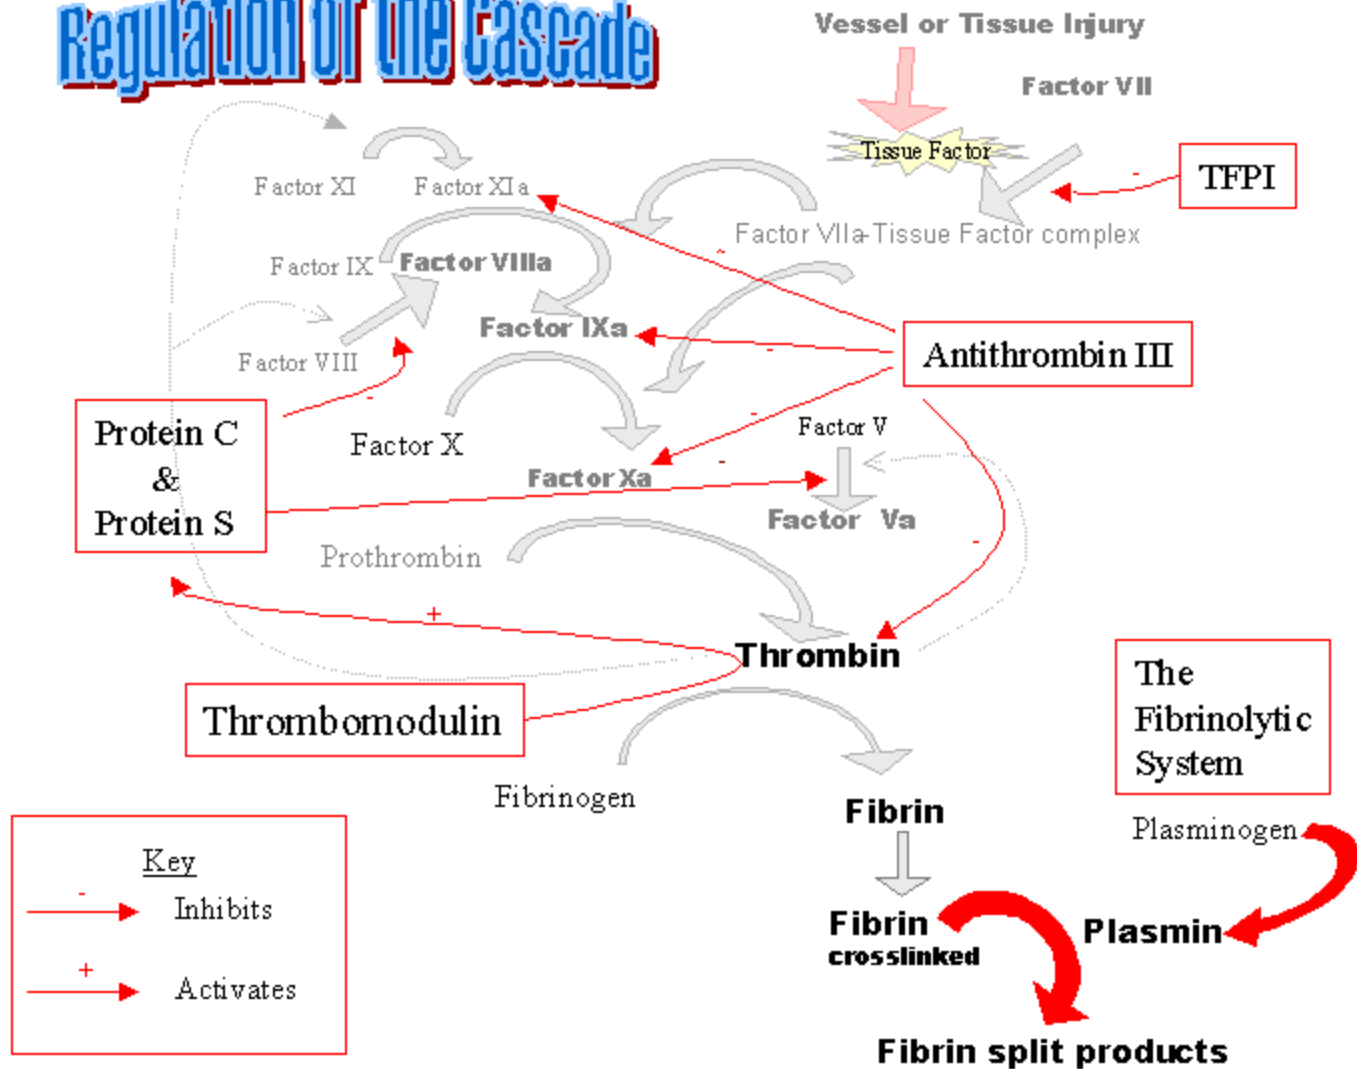 Regulation of the Cascade
Vessel or Tissue Injury
Factor VII
Tissue Factor
TFPI
-
Factor XI
Factor XIa
Factor VIIa-Tissue Factor complex
-
Factor IX
Factor VIIIa
Factor IXa
-
Antithrombin III
Factor VIII
-
Protein C
&
Protein S
Factor X
-
Factor V
-
Factor Xa
Factor Va
Prothrombin
-
+
Thrombin
Thrombomodulin
The
Fibrinolytic
System
Fibrinogen
Fibrin
Plasminogen
Key
-
Inhibits
+
Activates
Fibrin
crosslinked
Plasmin
Fibrin split products